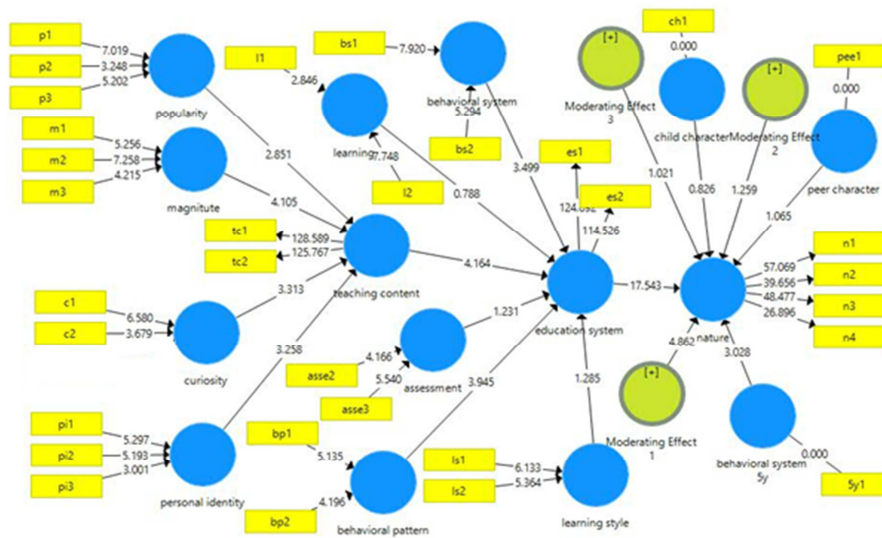 p1
7.019
p2
3.248
p3
5.202
popularity
m1
5.256
m2
7.258
m3
4.215
magnitute
l1
2.846
learning
7.748
l2
bs1
7.920
behavioral system
5.294
bs2
2.851
4.105
0.788
3.499
tc1
128.589
tc2
125.767
teaching content
4.164
c1
6.580
c2
3.679
curiosity
3.313
3.258
pi1
5.297
pi2
5.193
pi3
3.001
personal identity
asse2
4.166
asse3
5.540
assessment
1.231
bp1
5.135
bp2
4.196
behavioral pattern
3.945
ls1
6.133
ls2
5.364
learning style
1.285
es1
es2
114.526
education system
17.543
[+]
Moderating Effect
3
1.021
ch1
0.000
child character
0.826
[+]
Moderating Effect
2
1.259
pee1
0.000
peer character
1.065
nature
57.069
n1
39.656
n2
48.477
n3
26.896
n4
[+]
Moderating Effect
1
4.862
3.028
behavioral system
5y
0.000
5y1